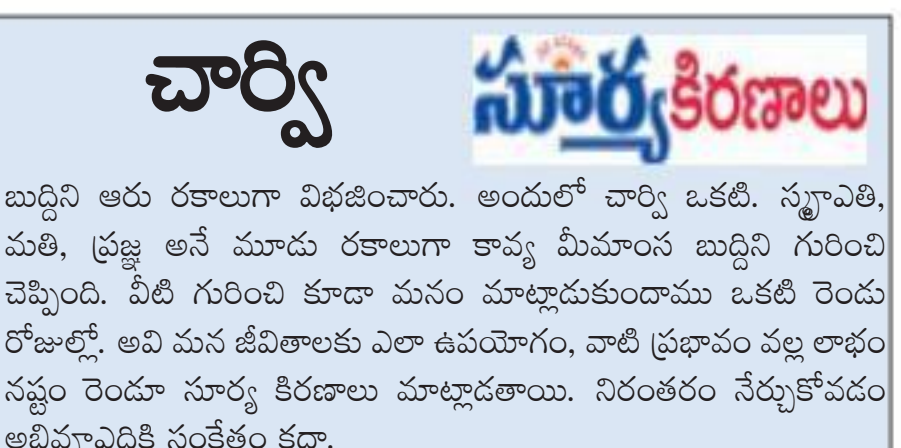 చార్వి
సూర్యకిరణాలు
బుద్దిని ఆరు రకాలుగా విభజించారు. అందులో చార్వి ఒకటి. స్మృాఎతి,
మతి, ప్రజ్ఞ అనే మూడు రకాలుగా కావ్య మీమాంస బుద్దిని గురించి
చెప్పింది. వీటి గురించి కూడా మనం మాట్లాడుకుందాము ఒకటి రెండు
రోజుల్లో. అవి మన జీవితాలకు ఎలా ఉపయోగం, వాటి ప్రభావం వల్ల లాభం
నష్టం రెండూ సూర్య కిరణాలు మాట్లాడతాయి. నిరంతరం నేర్చుకోవడం
సంకేతం కదా.